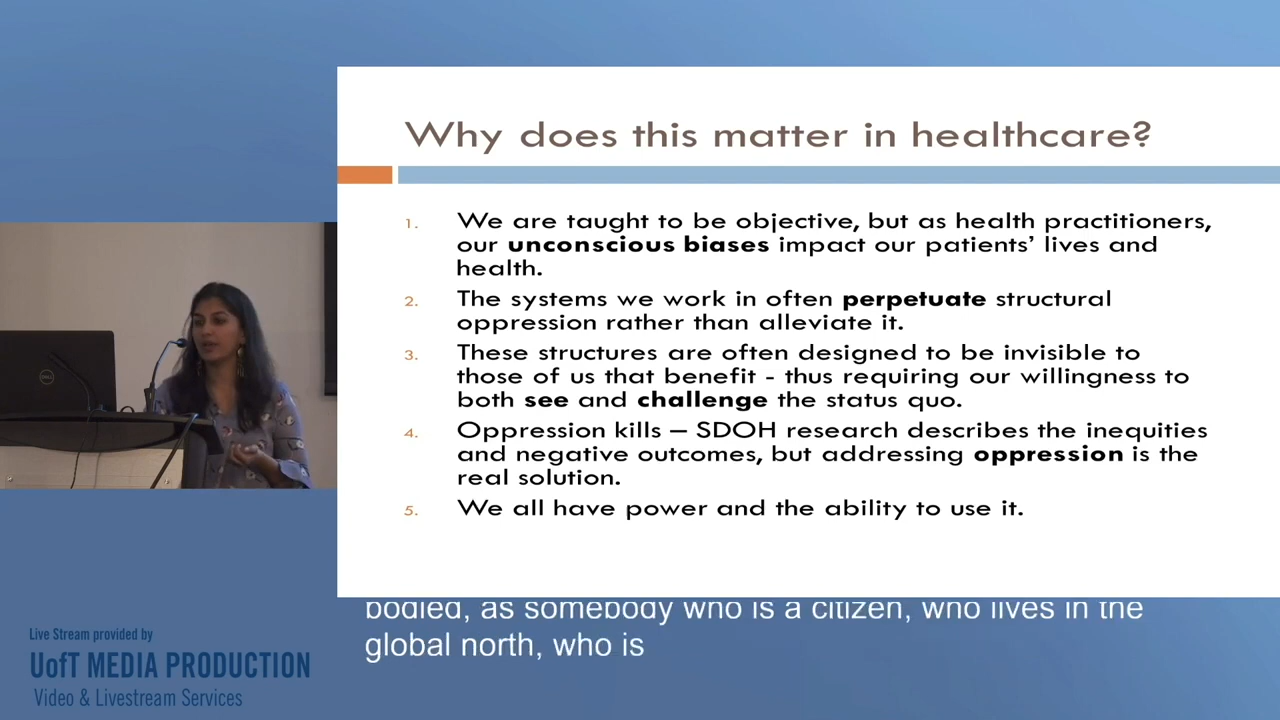 Why does this matter in healthcare?
1. We are taught to be objective, but as health practitioners,
our unconscious biases impact our patients’ lives and
health.
2. The systems we work in often perpetuate structural
oppression rather than alleviate it.
3. These structures are often designed to be invisible to
those of us that benefit - thus requiring our willingness to
both see and challenge the status quo.
4. Oppression kills – SDOH research describes the inequities
and negative outcomes, but addressing oppression is the
real solution.
5. We all have power and the ability to use it.
DELL
bodied, as somebody who is a citizen, who lives in the
global north, who is
Live Stream provided by
UofT MEDIA PRODUCTION
Video & Livestream Services